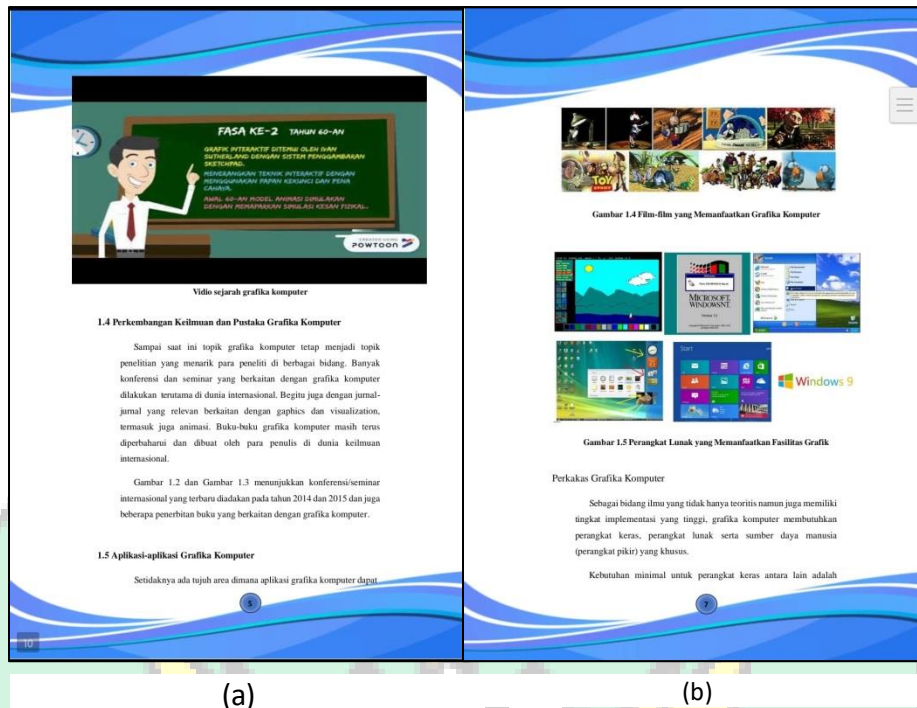 FASA KE-2 TAHUN 60-AN
GRAFIK INTERAKTIF DITEMUI OLEH IVAN
SUTHERLAND DENGAN SISTEM PENGGAMBARAN
SKETCHPAD.
MENERANGKAN TEKNIK INTERAKTIF DENGAN
MENGGUNAKAN PAPAN KEKUNCI DAN PENA
CAHAYA.
AWAL 60-AN MODEL ANIMASI DIMULAKAN
DENGAN MEMAPARKAN SIMULASI KESAN FIZIKAL.
CREATED USING
POWTOON
Vidio sejarah grafika komputer
1.4 Perkembangan Keilmuan dan Pustaka Grafika Komputer
Sampai saat ini topik grafika komputer tetap menjadi topik
penelitian yang menarik para peneliti di berbagai bidang. Banyak
konferensi dan seminar yang berkaitan dengan grafika komputer
dilakukan terutama di dunia internasional. Begitu juga dengan jurnal-
jurnal yang relevan berkaitan dengan gaphics dan visualization,
termasuk juga animasi. Buku-buku grafika komputer masih terus
diperbaharui dan dibuat oleh para penulis di dunia keilmuan
internasional.
Gambar 1.2 dan Gambar 1.3 menunjukkan konferensi/seminar
internasional yang terbaru diadakan pada tahun 2014 dan 2015 dan juga
beberapa penerbitan buku yang berkaitan dengan grafika komputer.
1.5 Aplikasi-aplikasi Grafika Komputer
Setidaknya ada tujuh area dimana aplikasi grafika komputer dapat
5
10
(a)
TOY STORY
Gambar 1.4 Film-film yang Memanfaatkan Grafika Komputer
MICROSOFT
WINDOWS NT
Start
Windows 9
Gambar 1.5 Perangkat Lunak yang Memanfaatkan Fasilitas Grafik
Perkakas Grafika Komputer
Sebagai bidang ilmu yang tidak hanya teoritis namun juga memiliki
tingkat implementasi yang tinggi, grafika komputer membutuhkan
perangkat keras, perangkat lunak serta sumber daya manusia
(perangkat pikir) yang khusus.
Kebutuhan minimal untuk perangkat keras antara lain adalah
7
(b)